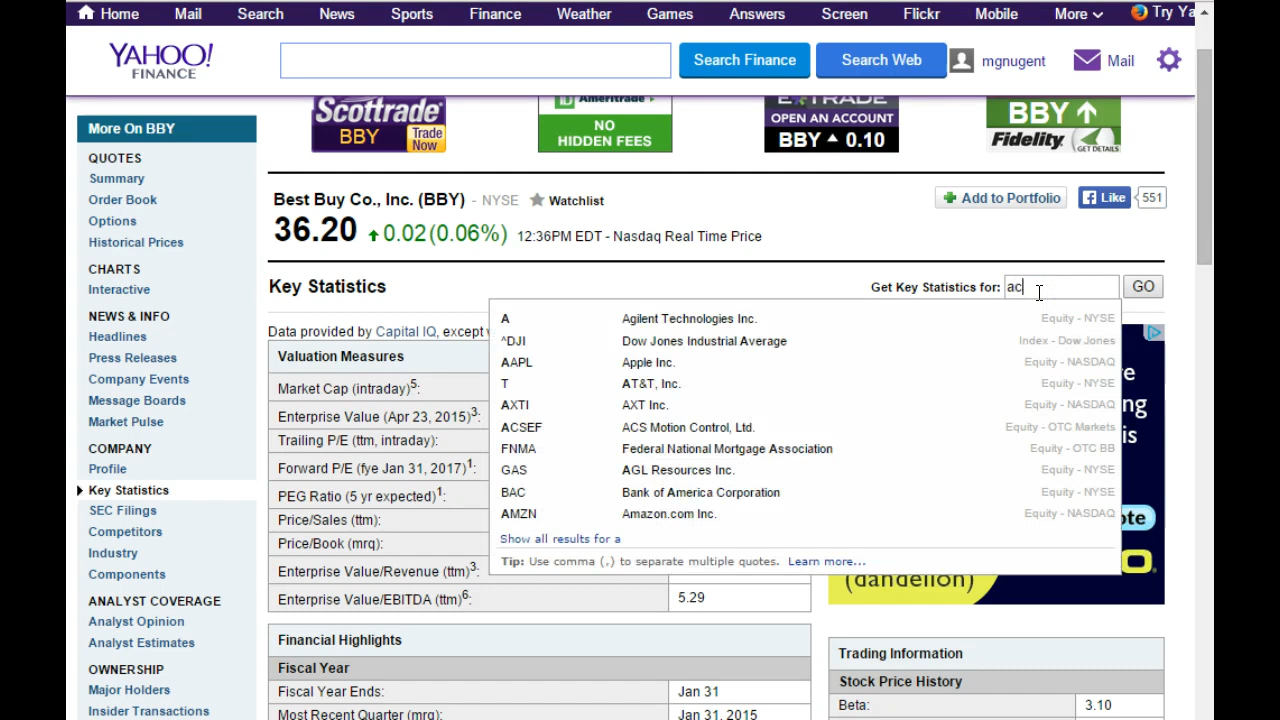 Home Mail Search News Sports Finance Weather Games Answers Screen Flickr Mobile More Try Ya
YAHOO!
FINANCE
Search Finance
Search Web
mgnugent
Mail
Scottrade
BBY
Trade
Now
TD Ameritrade
NO
HIDDEN FEES
E*TRADE
OPEN AN ACCOUNT
BBY 0.10
BBY
Fidelity
GET DETAILS
More On BBY
QUOTES
Summary
Order Book
Options
Historical Prices
CHARTS
Interactive
NEWS & INFO
Headlines
Press Releases
Company Events
Message Boards
Market Pulse
COMPANY
Profile
Key Statistics
SEC Filings
Competitors
Industry
Components
ANALYST COVERAGE
Analyst Opinion
Analyst Estimates
OWNERSHIP
Major Holders
Insider Transactions
Best Buy Co., Inc. (BBY) - NYSE Watchlist
Add to Portfolio
Like
551
36.20 0.02(0.06%) 12:36PM EDT - Nasdaq Real Time Price
Key Statistics
Get Key Statistics for: ac GO
Data provided by Capital IQ, except
A Agilent Technologies Inc. Equity - NYSE
^DJI Dow Jones Industrial Average Index - Dow Jones
AAPL Apple Inc. Equity - NASDAQ
T AT&T, Inc. Equity - NYSE
AXTI AXT Inc. Equity - NASDAQ
ACSEF ACS Motion Control, Ltd. Equity - OTC Markets
FNMA Federal National Mortgage Association Equity - OTC BB
GAS AGL Resources Inc. Equity - NYSE
BAC Bank of America Corporation Equity - NYSE
AMZN Amazon.com Inc. Equity - NASDAQ
Show all results for a
Tip: Use comma (,) to separate multiple quotes. Learn more...
Valuation Measures
Market Cap (intraday)5:
Enterprise Value (Apr 23, 2015)3:
Trailing P/E (ttm, intraday):
Forward P/E (fye Jan 31, 2017)1:
PEG Ratio (5 yr expected)1:
Price/Sales (ttm):
Price/Book (mrq):
Enterprise Value/Revenue (ttm)3:
Enterprise Value/EBITDA (ttm)6: 5.29
Financial Highlights
Fiscal Year
Fiscal Year Ends: Jan 31
Most Recent Quarter (mrq): Jan 31, 2015
e
ng
is
ote
(dandelion)
Trading Information
Stock Price History
Beta: 3.10